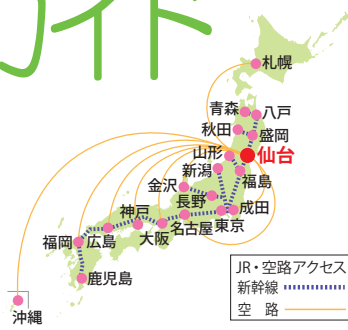 ガイド
札幌
青森
八戸
秋田
盛岡
山形
仙台
新潟
福島
金沢
長野
成田
神戸
東京
名古屋
福岡
広島
大阪
鹿児島
沖縄
JR・空路アクセス
新幹線
空 路